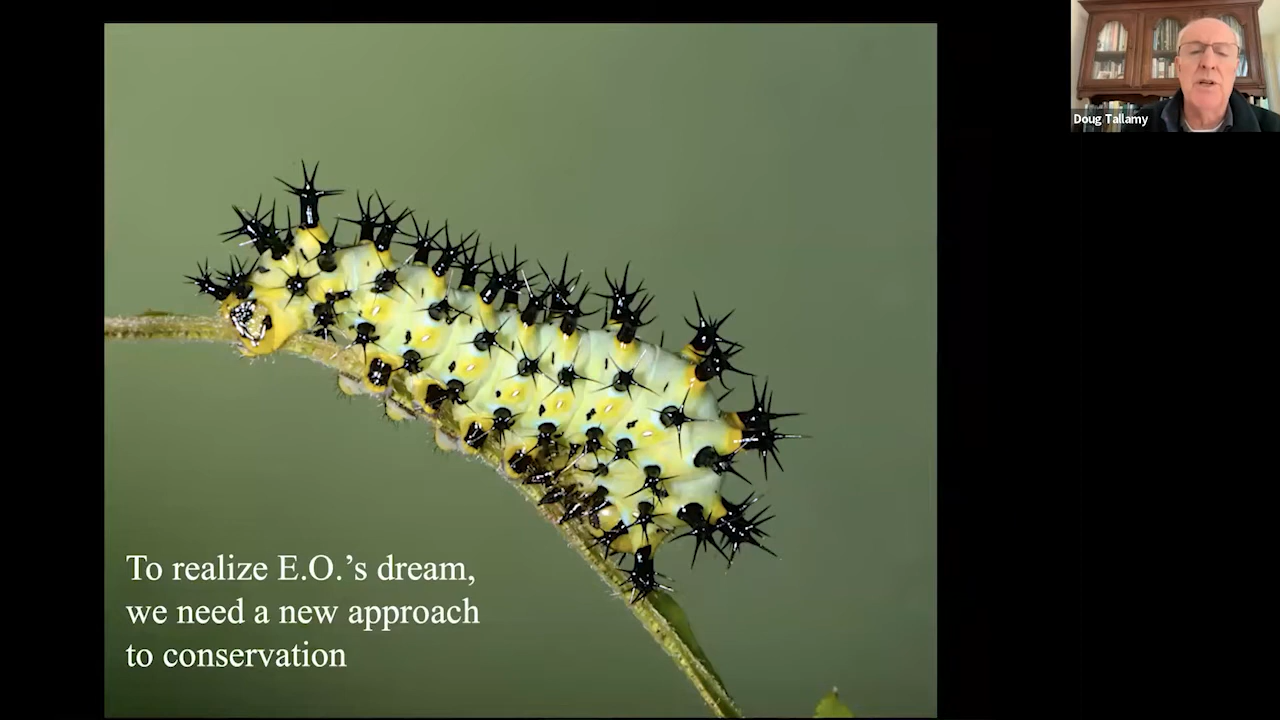 Doug Tallamy
To realize E.O.’s dream,
we need a new approach
to conservation